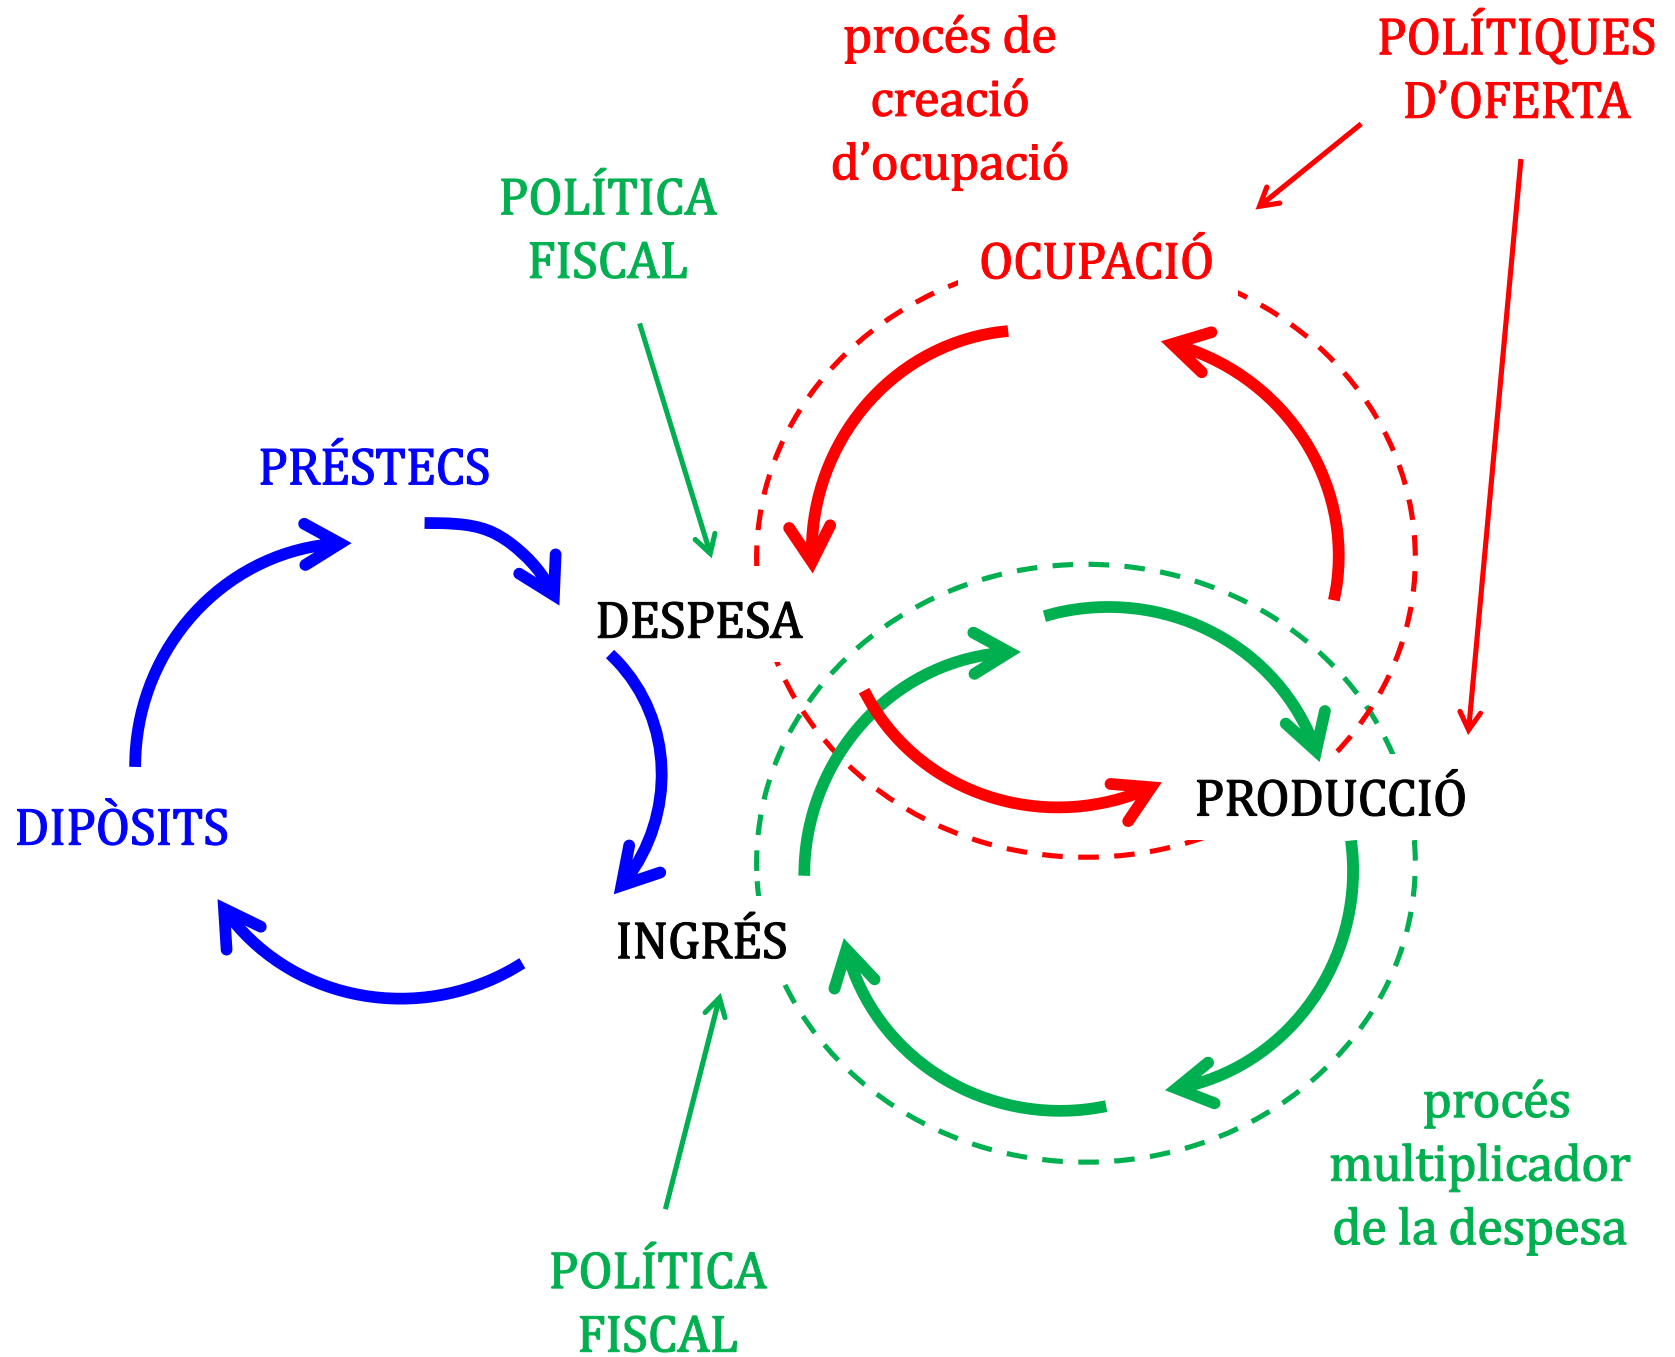 procés de
creació
d’ocupació
POLÍTIQUES
D’OFERTA
POLÍTICA
FISCAL
OCUPACIÓ
PRÉSTECS
DESPESA
PRODUCCIÓ
DIPÒSITS
INGRÉS
procés
multiplicador
de la despesa
POLÍTICA
FISCAL